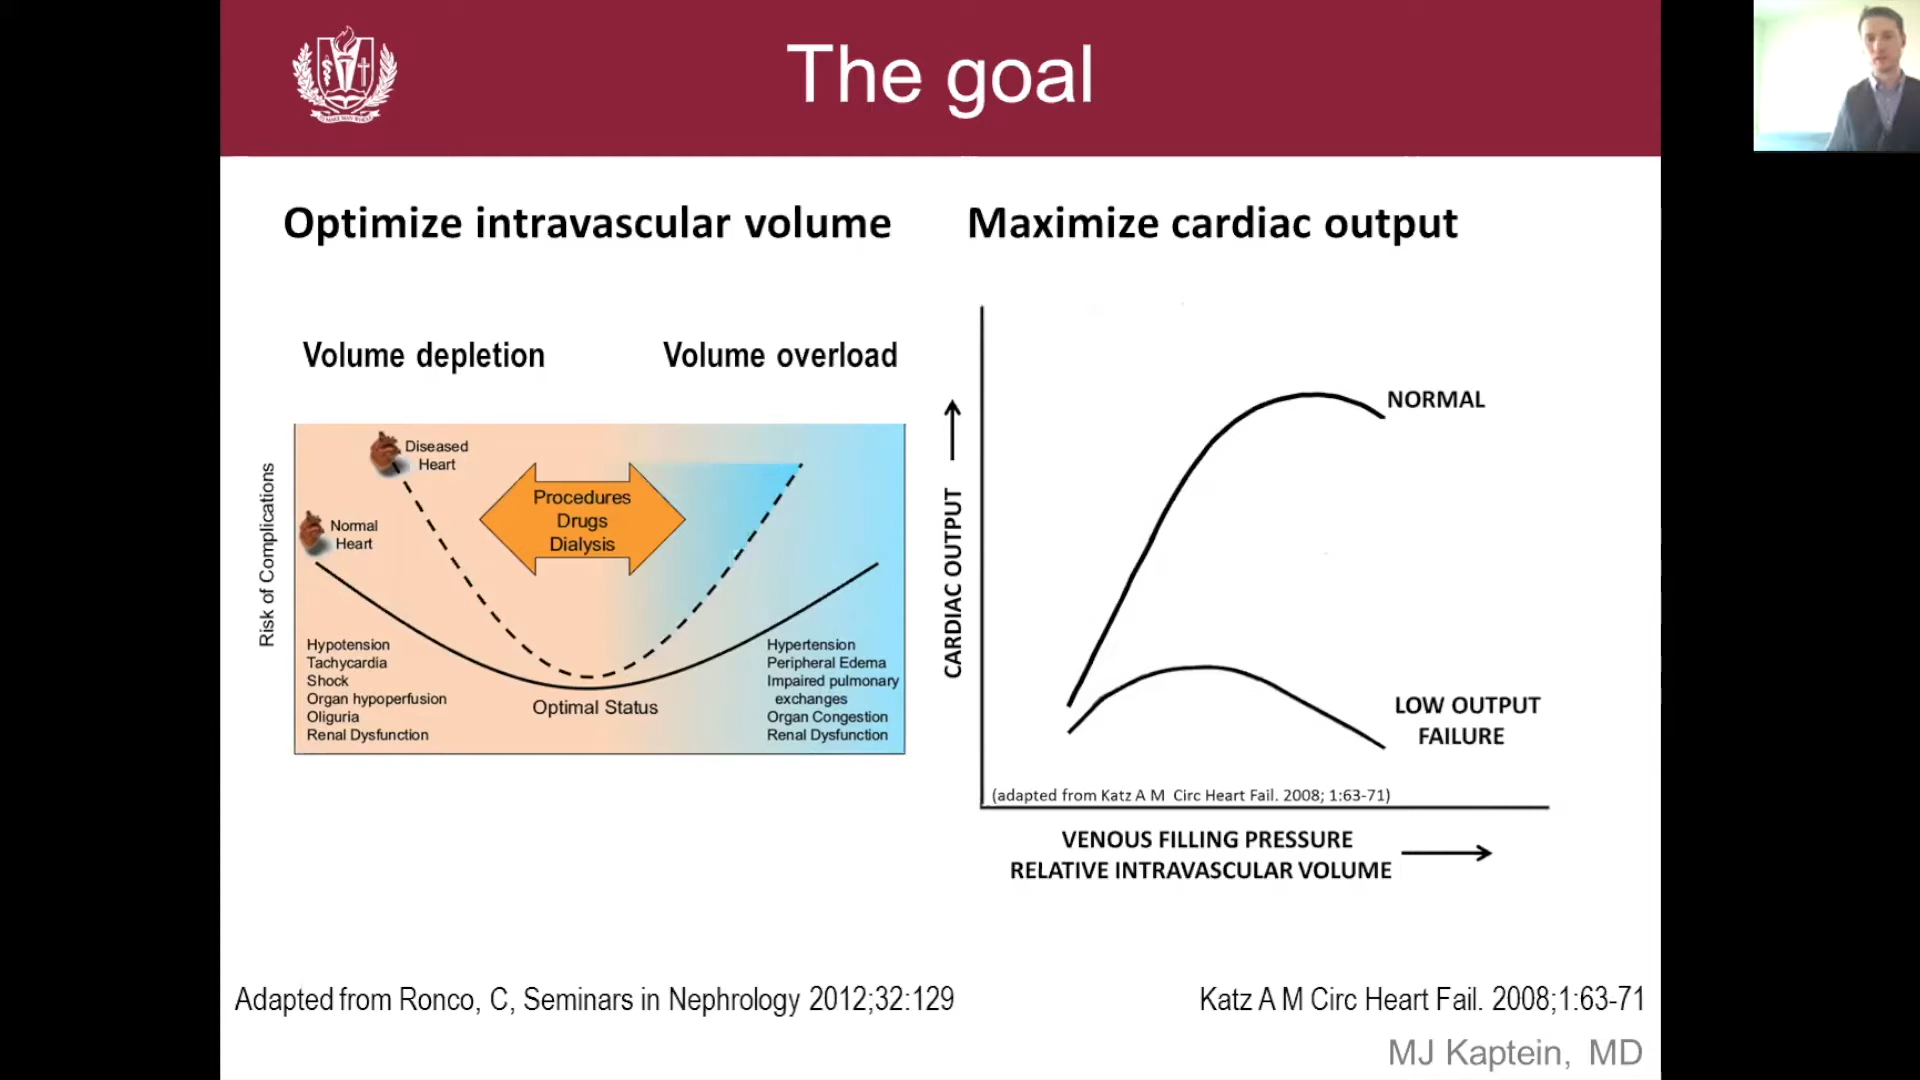 The goal
Optimize intravascular volume
Maximize cardiac output
Volume depletion
Volume overload
Risk of Complications
Diseased
Heart
Normal
Heart
Procedures
Drugs
Dialysis
Hypotension
Tachycardia
Shock
Organ hypoperfusion
Oliguria
Renal Dysfunction
Optimal Status
Hypertension
Peripheral Edema
Impaired pulmonary
exchanges
Organ Congestion
Renal Dysfunction
CARDIAC OUTPUT
NORMAL
LOW OUTPUT
FAILURE
(adapted from Katz A M Circ Heart Fail. 2008; 1:63-71)
VENOUS FILLING PRESSURE
RELATIVE INTRAVASCULAR VOLUME
Adapted from Ronco, C, Seminars in Nephrology 2012;32:129
Katz A M Circ Heart Fail. 2008;1:63-71
MJ Kaptein, MD